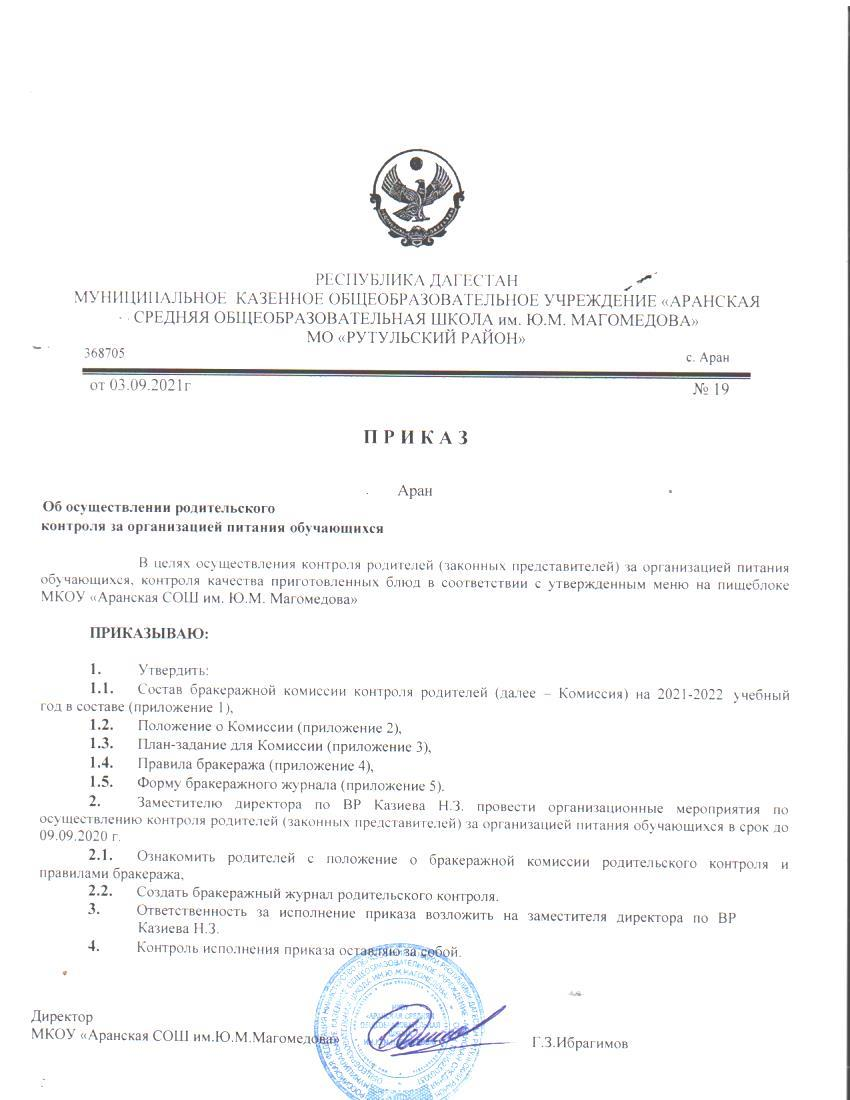 РЕСПУБЛИКА ДАГЕСТАН
МУНИЦИПАЛЬНОЕ КАЗЕННОЕ ОБЩЕОБРАЗОВАТЕЛЬНОЕ УЧРЕЖДЕНИЕ «АРАНСКАЯ
СРЕДНЯЯ ОБЩЕОБРАЗОВАТЕЛЬНАЯ ШКОЛА им. Ю.М. МАГОМЕДОВА»
МО «РУТУЛЬСКИЙ РАЙОН»
368705 с. Аран
от 03.09.2021г № 19
П Р И К А З
Аран
Об осуществлении родительского
контроля за организацией питания обучающихся
В целях осуществления контроля родителей (законных представителей) за организацией питания
обучающихся, контроля качества приготовленных блюд в соответствии с утвержденным меню на пищеблоке
МКОУ «Аранская СОШ им. Ю.М. Магомедова»
ПРИКАЗЫВАЮ:
1. Утвердить:
1.1. Состав бракеражной комиссии контроля родителей (далее – Комиссия) на 2021-2022 учебный
год в составе (приложение 1),
1.2. Положение о Комиссии (приложение 2),
1.3. План-задание для Комиссии (приложение 3),
1.4. Правила бракеража (приложение 4),
1.5. Форму бракеражного журнала (приложение 5).
2. Заместителю директора по ВР Казиева Н.З. провести организационные мероприятия по
осуществлению контроля родителей (законных представителей) за организацией питания обучающихся в срок до
09.09.2020 г.
2.1. Ознакомить родителей с положение о бракеражной комиссии родительского контроля и
правилами бракеража;
2.2. Создать бракеражный журнал родительского контроля.
3. Ответственность за исполнение приказа возложить на заместителя директора по ВР
Казиева Н.З.
4. Контроль исполнения приказа оставляю за собой.
Директор
МКОУ «Аранская СОШ им.Ю.М.Магомедова» Г.З.Ибрагимов